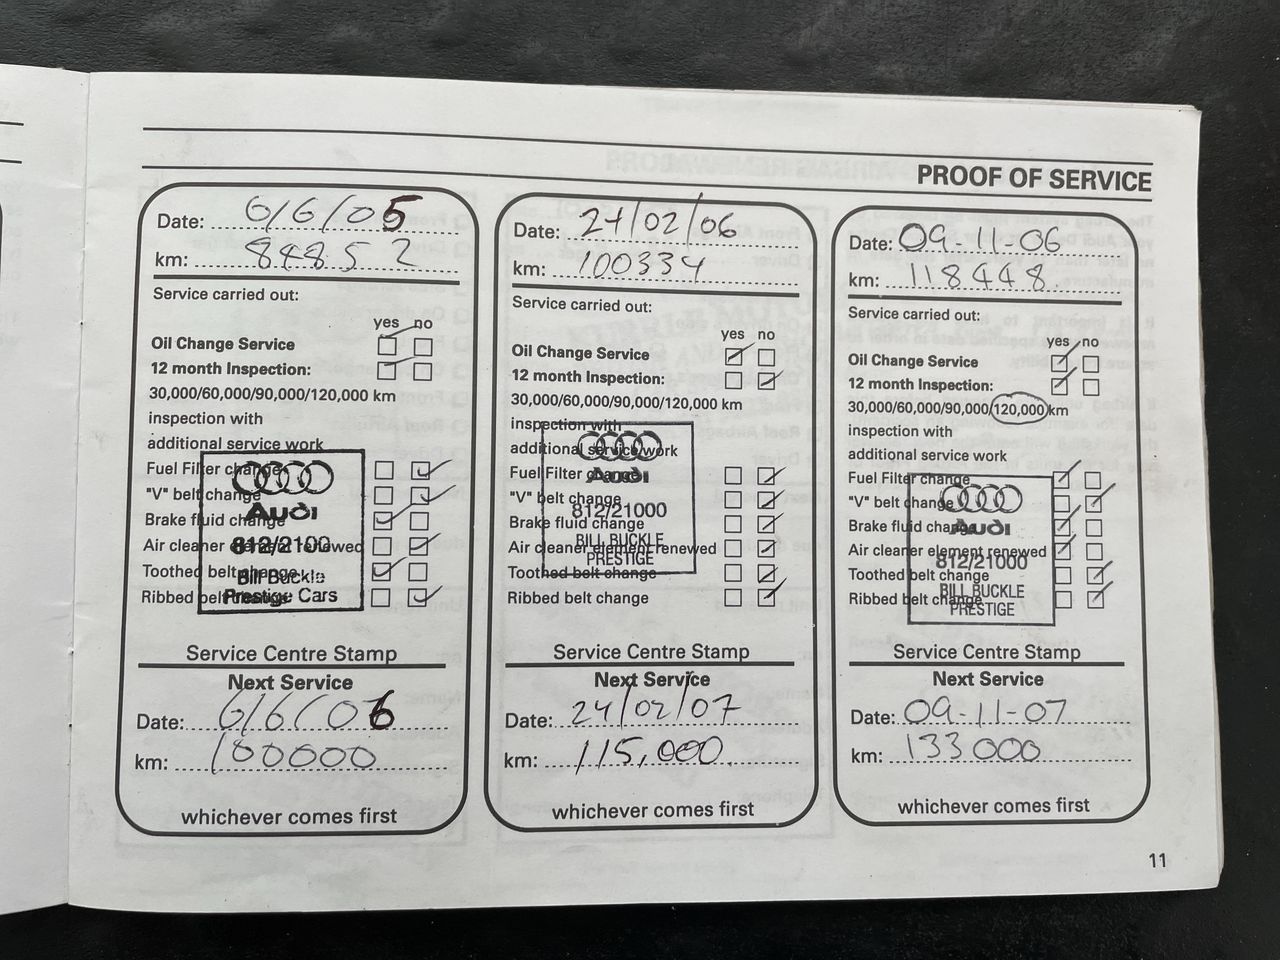 PROOF OF SERVICE
Date: 6/6/05
km: 88852
Service carried out:
yes no
Oil Change Service
12 month Inspection:
30,000/60,000/90,000/120,000 km
inspection with
additional service work
Fuel Filter change
"V" belt change
Brake fluid change
Air cleaner element renewed
Toothed belt change
Ribbed belt change
Audi
812/2100
Bill Buckle
Prestige Cars
Service Centre Stamp
Next Service
Date: 6/6/06
km: 100000
whichever comes first
Date: 24/02/06
km: 100334
Service carried out:
yes no
Oil Change Service
12 month Inspection:
30,000/60,000/90,000/120,000 km
inspection with
additional service work
Fuel Filter change
"V" belt change
Brake fluid change
Air cleaner element renewed
Toothed belt change
Ribbed belt change
Audi
812/21000
BILL BUCKLE
PRESTIGE
Service Centre Stamp
Next Service
Date: 24/02/07
km: 115,000
whichever comes first
Date: 09-11-06
km: 118448
Service carried out:
yes no
Oil Change Service
12 month Inspection:
30,000/60,000/90,000/120,000 km
inspection with
additional service work
Fuel Filter change
"V" belt change
Brake fluid change
Air cleaner element renewed
Toothed belt change
Ribbed belt change
Audi
812/21000
BILL BUCKLE
PRESTIGE
Service Centre Stamp
Next Service
Date: 09-11-07
km: 133000
whichever comes first
11